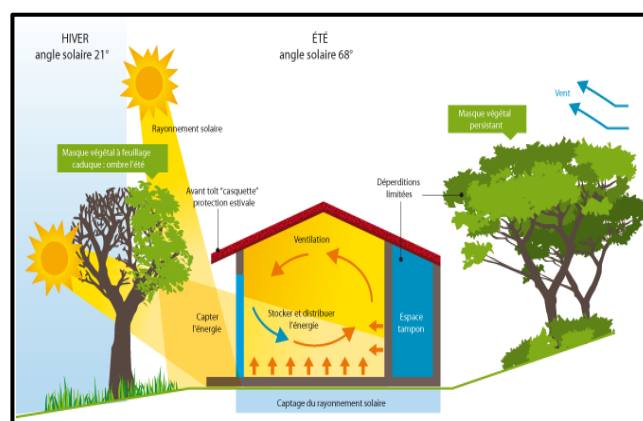 HIVER
angle solaire 21°
ÉTÉ
angle solaire 68°
Rayonnement solaire
Masque végétal à feuillage
caduque : ombre l'été
Masque végétal
persistant
Vent
Avant toît "casquette"
protection estivale
Déperditions
limitées
Ventilation
Capter
l'énergie
Stocker et distribuer
l'énergie
Espace
tampon
Captage du rayonnement solaire